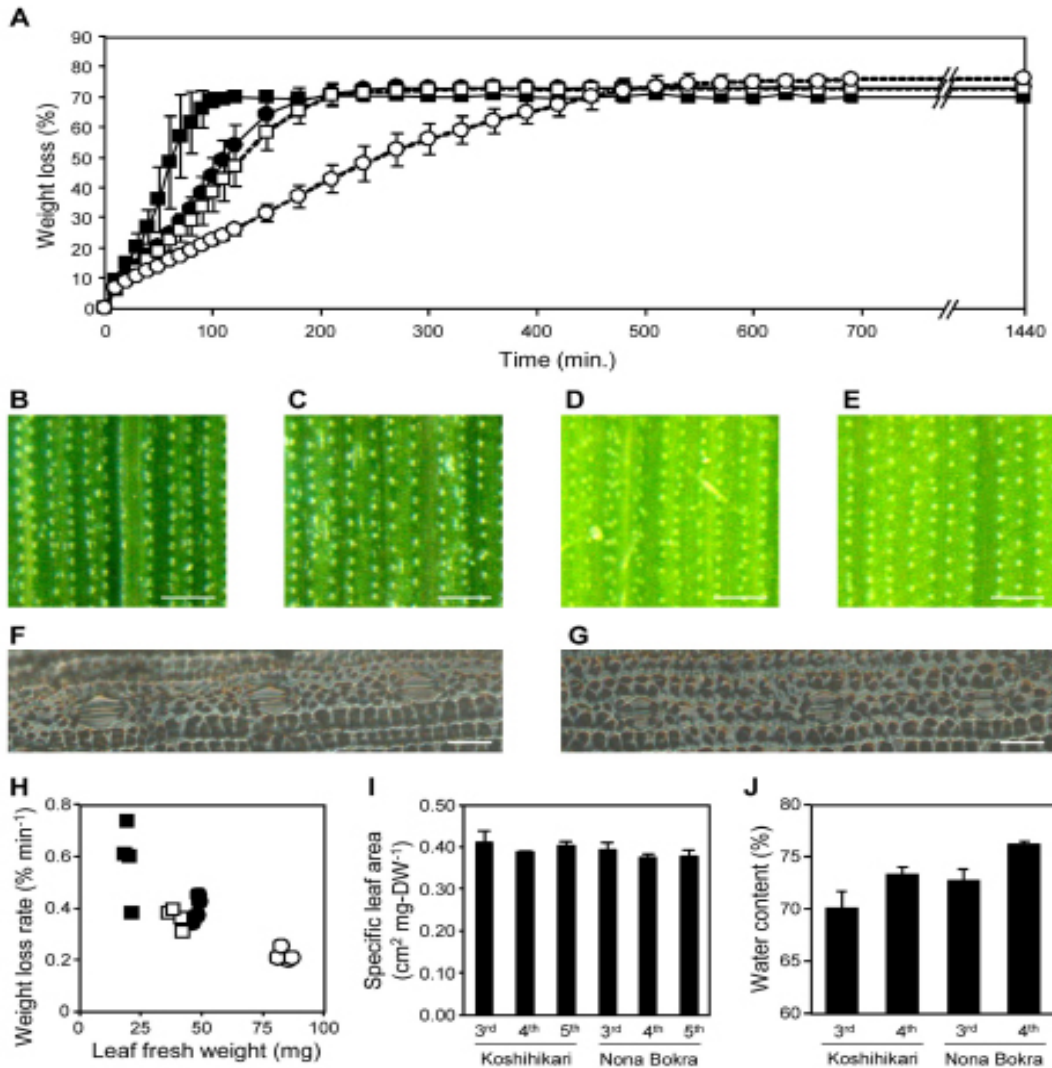 A
Weight loss (%)
90
80
70
60
50
40
30
20
10
0
0 100 200 300 400 500 600 700 1440
Time (min.)
B C D E
F G
H
Weight loss rate (% min⁻¹)
0.8
0.6
0.4
0.2
0
0 25 50 75 100
Leaf fresh weight (mg)
I
Specific leaf area
(cm² mg-DW⁻¹)
0.50
0.40
0.30
0.20
0.10
0.00
3rd 4th 5th 3rd 4th 5th
Koshihikari Nona Bokra
J
Water content (%)
80
75
70
65
60
3rd 4th 3rd 4th
Koshihikari Nona Bokra